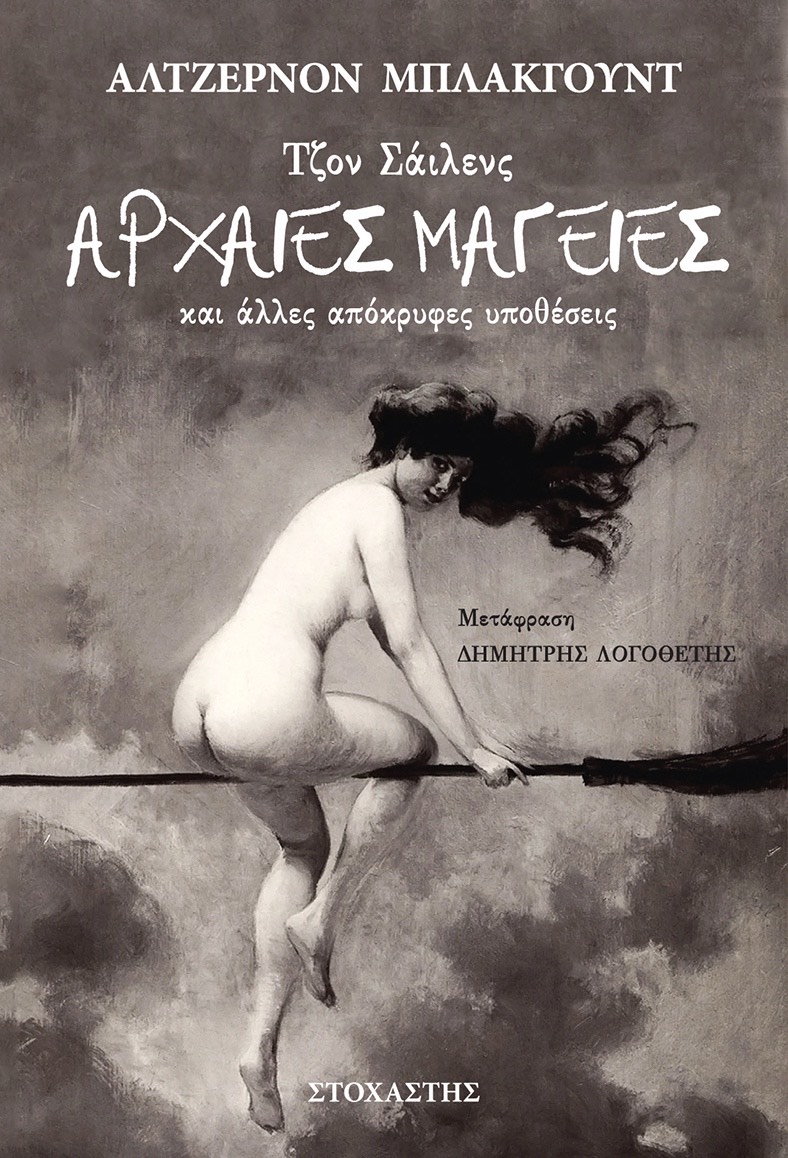 ΑΛΤΖΕΡΝΟΝ ΜΠΛΑΚΓΟΥΝΤ
Τζον Σάιλενς
ΑΡΧΑΙΕΣ ΜΑΓΕΙΕΣ
και άλλες απόκρυφες υποθέσεις
Μετάφραση
ΔΗΜΗΤΡΗΣ ΛΟΓΟΘΕΤΗΣ
ΣΤΟΧΑΣΤΗΣ